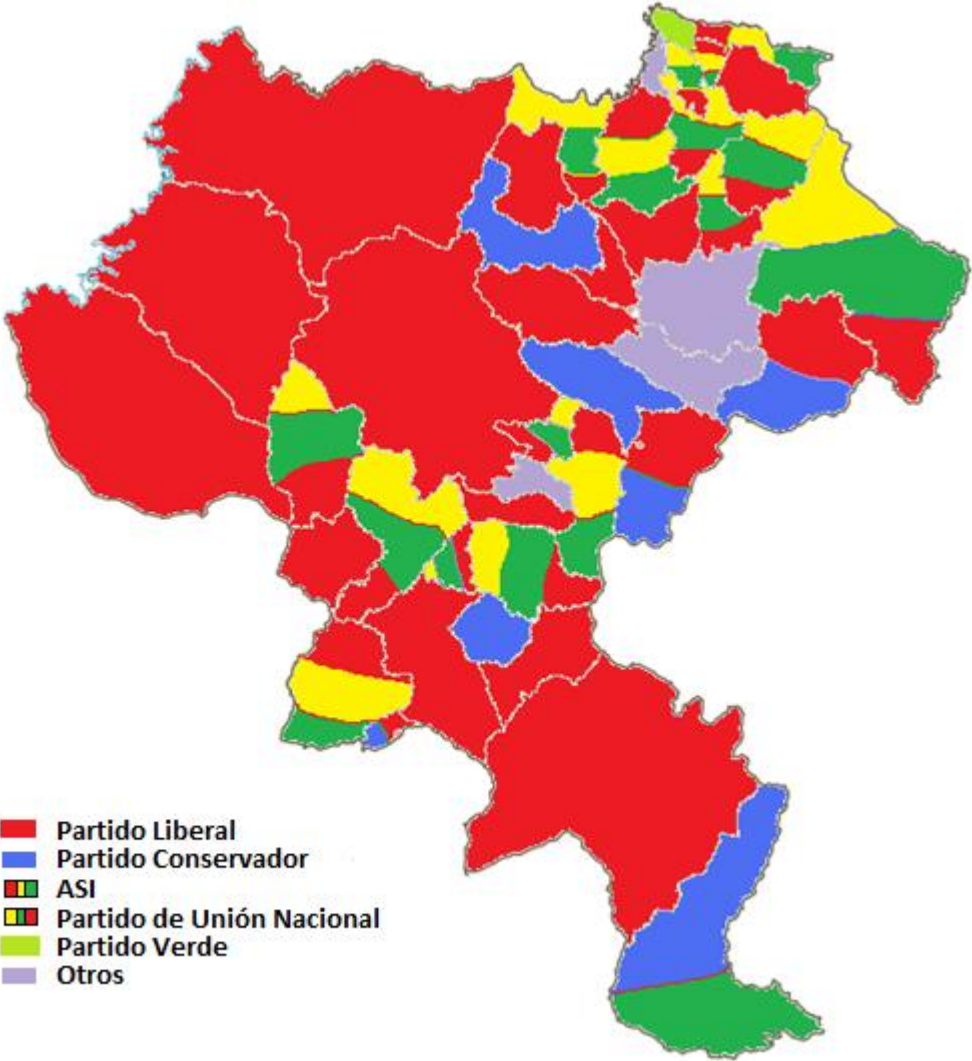 Partido Liberal
Partido Conservador
ASI
Partido de Unión Nacional
Partido Verde
Otros